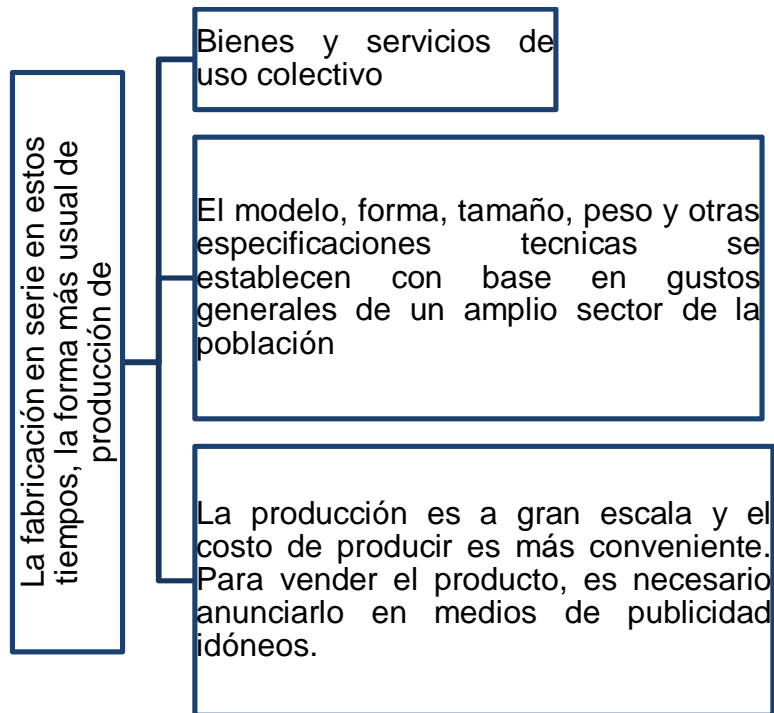 La fabricación en serie en estos
tiempos, la forma más usual de
producción de
Bienes y servicios de
uso colectivo
El modelo, forma, tamaño, peso y otras
especificaciones tecnicas se
establecen con base en gustos
generales de un amplio sector de la
población
La producción es a gran escala y el
costo de producir es más conveniente.
Para vender el producto, es necesario
anunciarlo en medios de publicidad
idóneos.